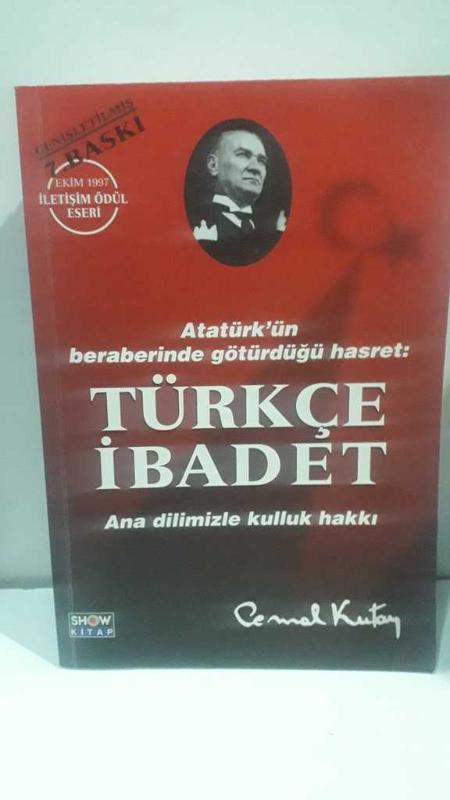 GENİŞLETİLMİŞ
7. BASKI
EKİM 1997
İLETİŞİM ÖDÜL
ESERİ
Atatürk'ün
beraberinde götürdüğü hasret:
TÜRKÇE
İBADET
Ana dilimizle kulluk hakkı
SHOW
KİTAP
Cemal Kutay